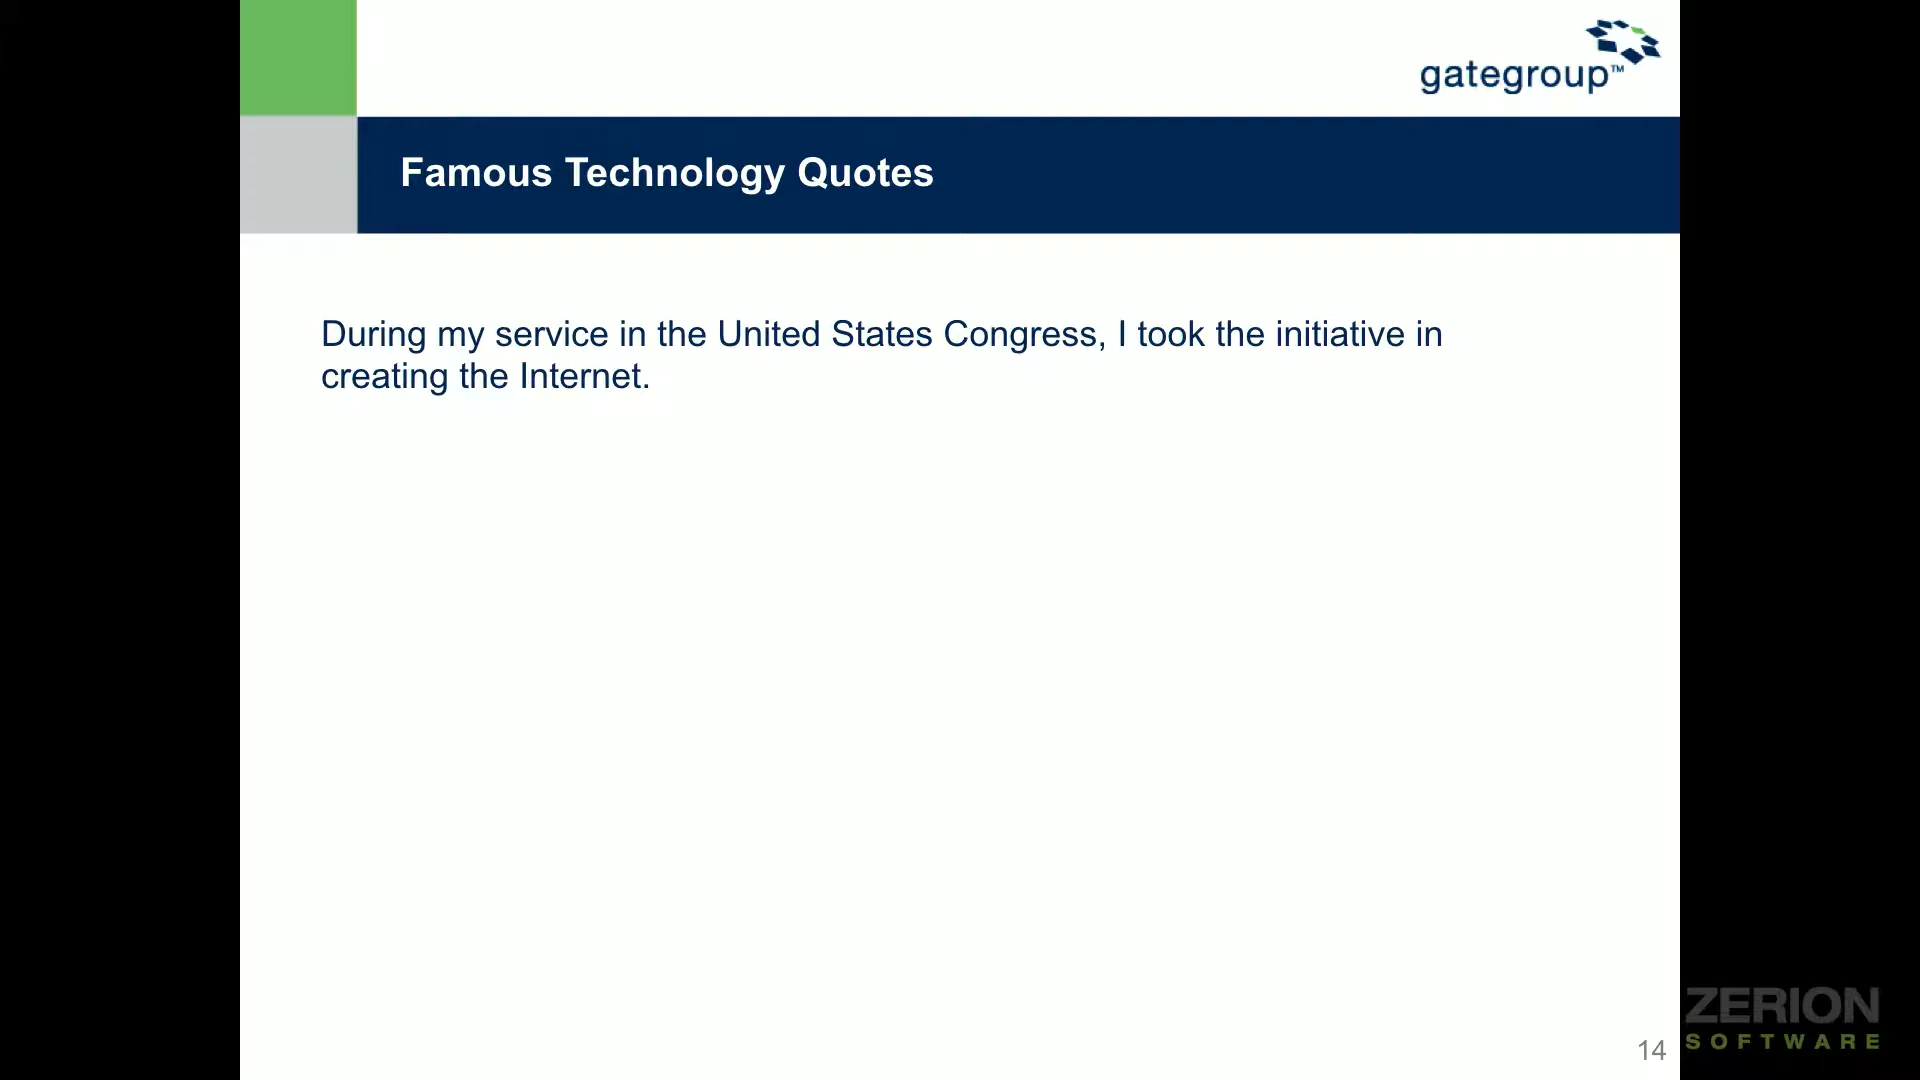 gategroup™
Famous Technology Quotes
During my service in the United States Congress, I took the initiative in
creating the Internet.
14
ZERION
SOFTWARE